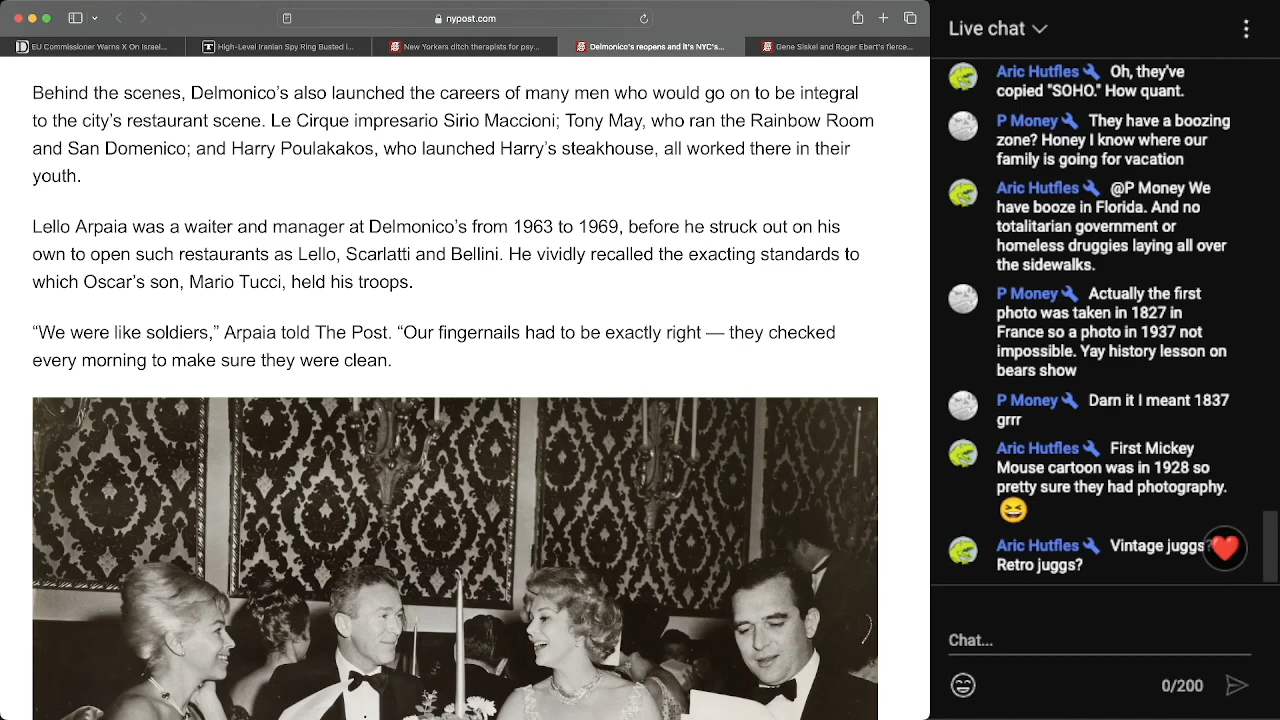 nypost.com
EU Commissioner Warns X On Israel...
High-Level Iranian Spy Ring Busted i...
New Yorkers ditch therapists for psy...
Delmonico's reopens and it's NYC's...
Gene Siskel and Roger Ebert's fierce...
Behind the scenes, Delmonico's also launched the careers of many men who would go on to be integral
to the city's restaurant scene. Le Cirque impresario Sirio Maccioni; Tony May, who ran the Rainbow Room
and San Domenico; and Harry Poulakakos, who launched Harry's steakhouse, all worked there in their
youth.
Lello Arpaia was a waiter and manager at Delmonico's from 1963 to 1969, before he struck out on his
own to open such restaurants as Lello, Scarlatti and Bellini. He vividly recalled the exacting standards to
which Oscar's son, Mario Tucci, held his troops.
“We were like soldiers,” Arpaia told The Post. “Our fingernails had to be exactly right — they checked
every morning to make sure they were clean.
Live chat
Aric Hutfles Oh, they've
copied "SOHO." How quant.
P Money They have a boozing
zone? Honey I know where our
family is going for vacation
Aric Hutfles @P Money We
have booze in Florida. And no
totalitarian government or
homeless druggies laying all over
the sidewalks.
P Money Actually the first
photo was taken in 1827 in
France so a photo in 1937 not
impossible. Yay history lesson on
bears show
P Money Darn it I meant 1837
grrr
Aric Hutfles First Mickey
Mouse cartoon was in 1928 so
pretty sure they had photography.
Aric Hutfles Vintage juggs?
Retro juggs?
Chat...
0/200